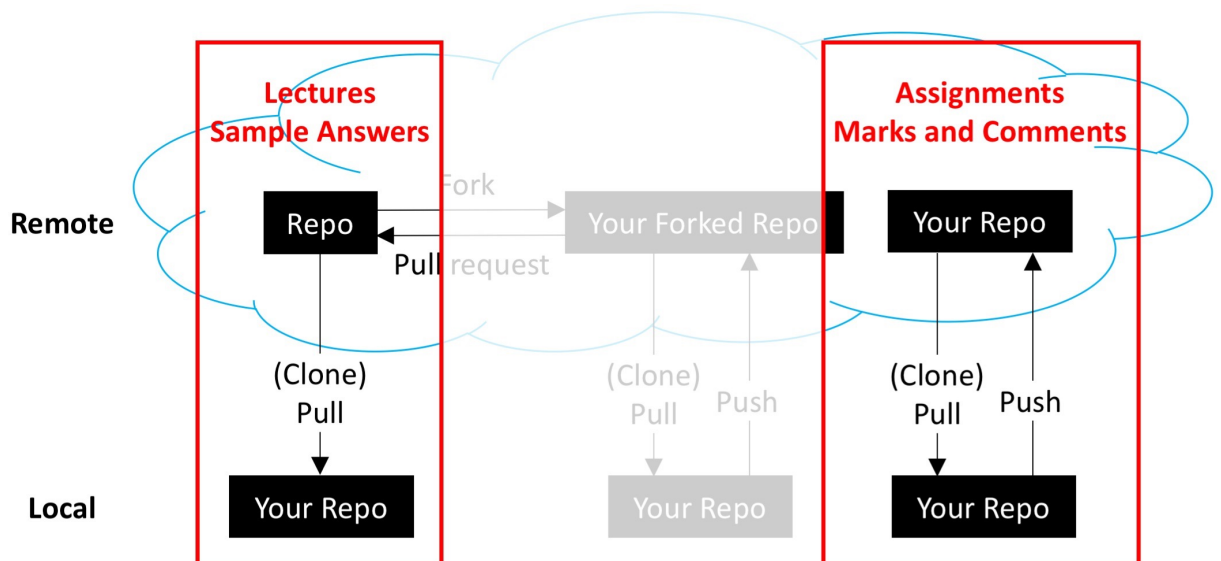 Lectures
Sample Answers
Assignments
Marks and Comments
Remote
Repo
Fork
Pull request
Your Forked Repo
Your Repo
(Clone)
Pull
(Clone)
Pull
Push
(Clone)
Pull
Push
Local
Your Repo
Your Repo
Your Repo